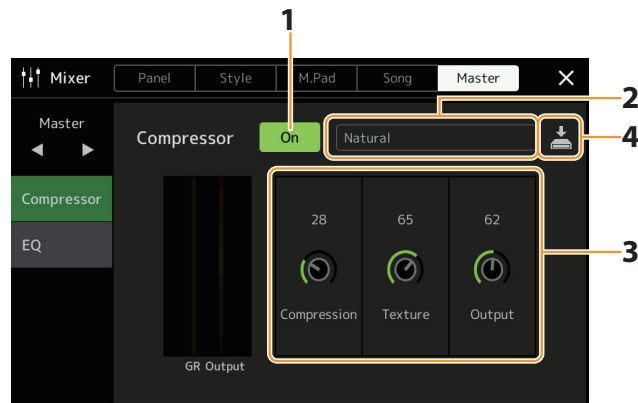 1
Mixer Panel Style M.Pad Song Master
2
Master
Compressor On Natural
4
Compressor
EQ
28 65 62
3
Compression Texture Output
GR Output